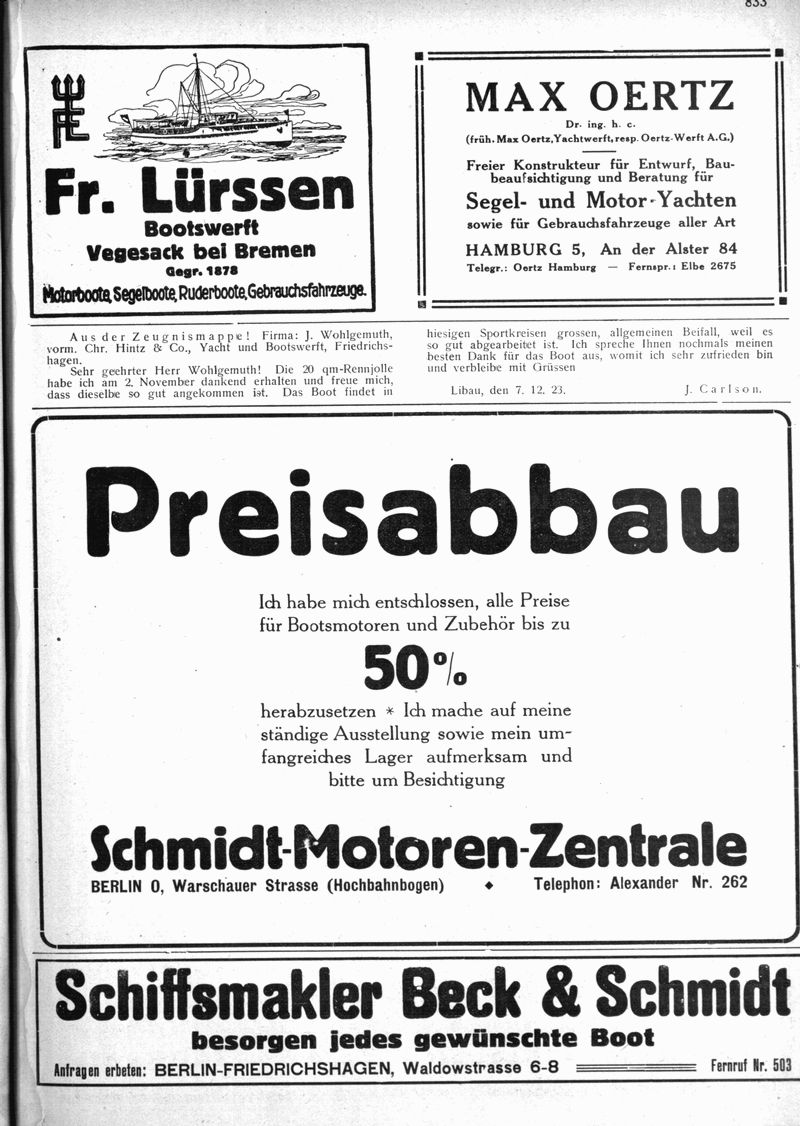 833
Fr. Lürssen
Bootswerft
Vegesack bei Bremen
Gegr. 1878
Motorboote, Segelboote, Ruderboote, Gebrauchsfahrzeuge.
MAX OERTZ
Dr. ing. h. c.
(früh. Max Oertz, Yachtwerft, resp. Oertz-Werft A.G.)
Freier Konstrukteur für Entwurf, Bau-
beaufsichtigung und Beratung für
Segel- und Motor-Yachten
sowie für Gebrauchsfahrzeuge aller Art
HAMBURG 5, An der Alster 84
Telegr.: Oertz Hamburg — Fernspr.: Elbe 2675
Aus der Zeugnismappe! Firma: J. Wohlgemuth,
vorm. Chr. Hintz & Co., Yacht und Bootswerft, Friedrichs-
hagen.
Sehr geehrter Herr Wohlgemuth! Die 20 qm-Rennjolle
habe ich am 2. November dankend erhalten und freue mich,
dass dieselbe so gut angekommen ist. Das Boot findet in
hiesigen Sportkreisen grossen, allgemeinen Beifall, weil es
so gut abgearbeitet ist. Ich spreche Ihnen nochmals meinen
besten Dank für das Boot aus, womit ich sehr zufrieden bin
und verbleibe mit Grüssen
Libau, den 7. 12. 23. J. Carlson.
Preisabbau
Ich habe mich entschlossen, alle Preise
für Bootsmotoren und Zubehör bis zu
50%
herabzusetzen * Ich mache auf meine
ständige Ausstellung sowie mein um-
fangreiches Lager aufmerksam und
bitte um Besichtigung
Schmidt-Motoren-Zentrale
BERLIN O, Warschauer Strasse (Hochbahnbogen) ◆ Telephon: Alexander Nr. 262
Schiffsmakler Beck & Schmidt
besorgen jedes gewünschte Boot
Anfragen erbeten: BERLIN-FRIEDRICHSHAGEN, Waldowstrasse 6-8 Fernruf Nr. 503